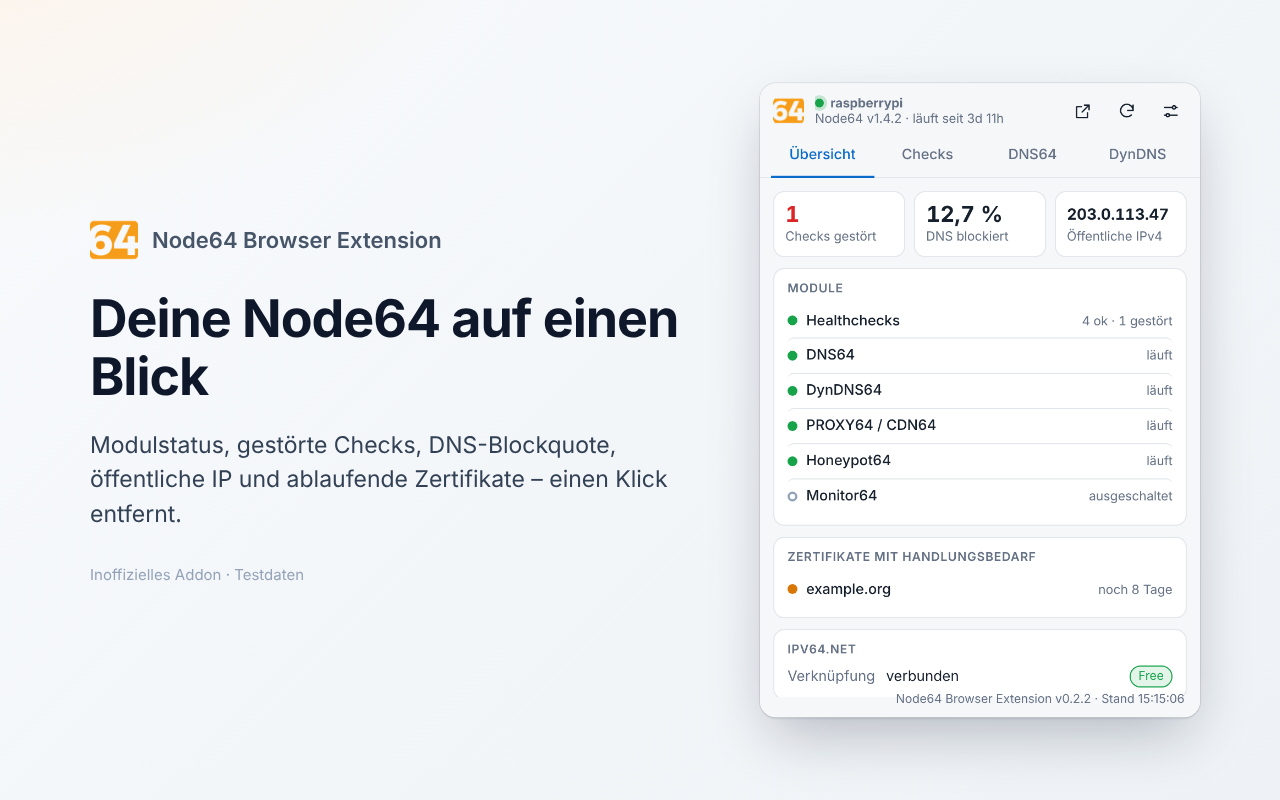 64 Node64 Browser Extension
Deine Node64 auf einen
Blick
Modulstatus, gestörte Checks, DNS-Blockquote,
öffentliche IP und ablaufende Zertifikate – einen Klick
entfernt.
Inoffizielles Addon · Testdaten
64 raspberrypi
Node64 v1.4.2 · läuft seit 3d 11h
Übersicht Checks DNS64 DynDNS
1 12,7 % 203.0.113.47
Checks gestört DNS blockiert Öffentliche IPv4
MODULE
Healthchecks 4 ok · 1 gestört
DNS64 läuft
DynDNS64 läuft
PROXY64 / CDN64 läuft
Honeypot64 läuft
Monitor64 ausgeschaltet
ZERTIFIKATE MIT HANDLUNGSBEDARF
example.org noch 8 Tage
IPV64.NET
Verknüpfung verbunden Free
Node64 Browser Extension v0.2.2 · Stand 15:15:06